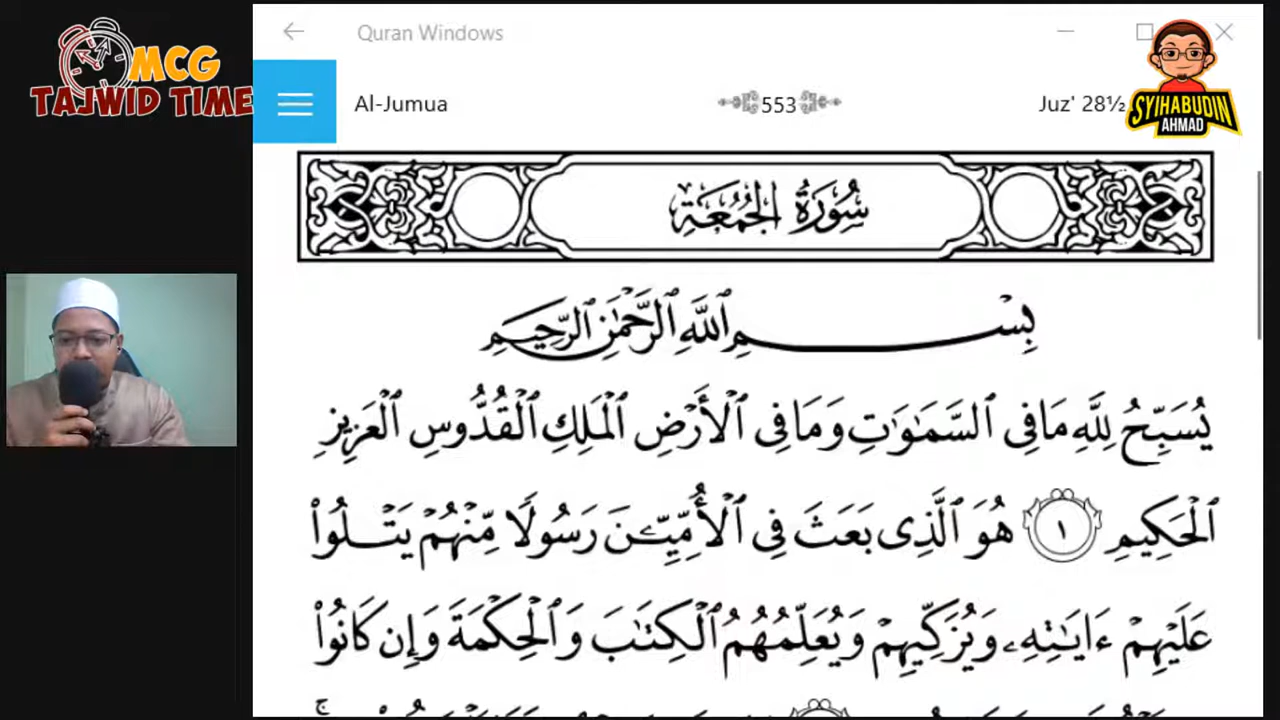 MCG
TAJWID TIME
Quran Windows
Al-Jumua
553
Juz' 28½
SYIHABUDIN
AHMAD
سُورَةُ الجُمُعَةِ
بِسْمِ ٱللَّهِ ٱلرَّحْمَٰنِ ٱلرَّحِيمِ
يُسَبِّحُ لِلَّهِ مَا فِى ٱلسَّمَٰوَٰتِ وَمَا فِى ٱلْأَرْضِ ٱلْمَلِكِ ٱلْقُدُّوسِ ٱلْعَزِيزِ
ٱلْحَكِيمِ ١ هُوَ ٱلَّذِى بَعَثَ فِى ٱلْأُمِّيِّۦنَ رَسُولًا مِّنْهُمْ يَتْلُوا۟
عَلَيْهِمْ ءَايَٰتِهِۦ وَيُزَكِّيهِمْ وَيُعَلِّمُهُمُ ٱلْكِتَٰبَ وَٱلْحِكْمَةَ وَإِن كَانُوا۟